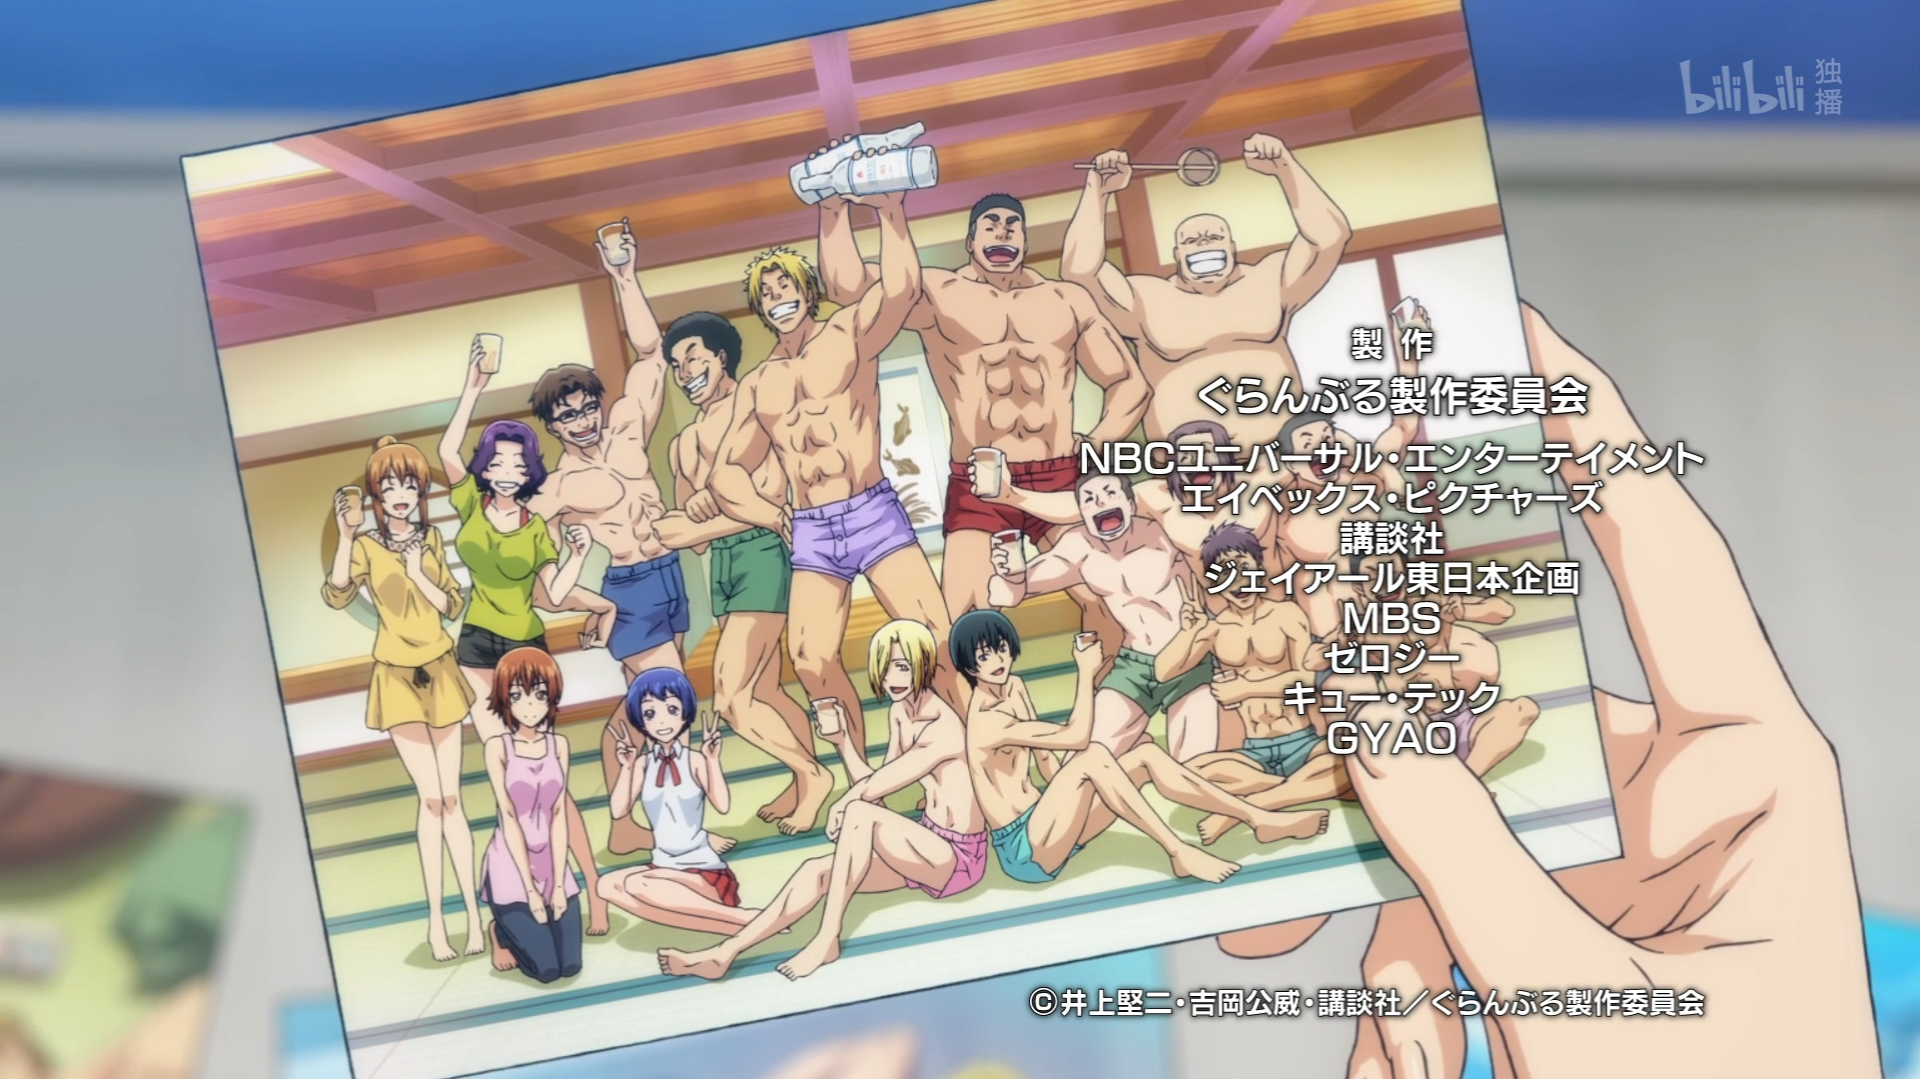 bilibili 独播
製 作
ぐらんぶる製作委員会
NBCユニバーサル・エンターテイメント
エイベックス・ピクチャーズ
講談社
ジェイアール東日本企画
MBS
ゼロジー
キュー・テック
GYAO
©井上堅二・吉岡公威・講談社／ぐらんぶる製作委員会